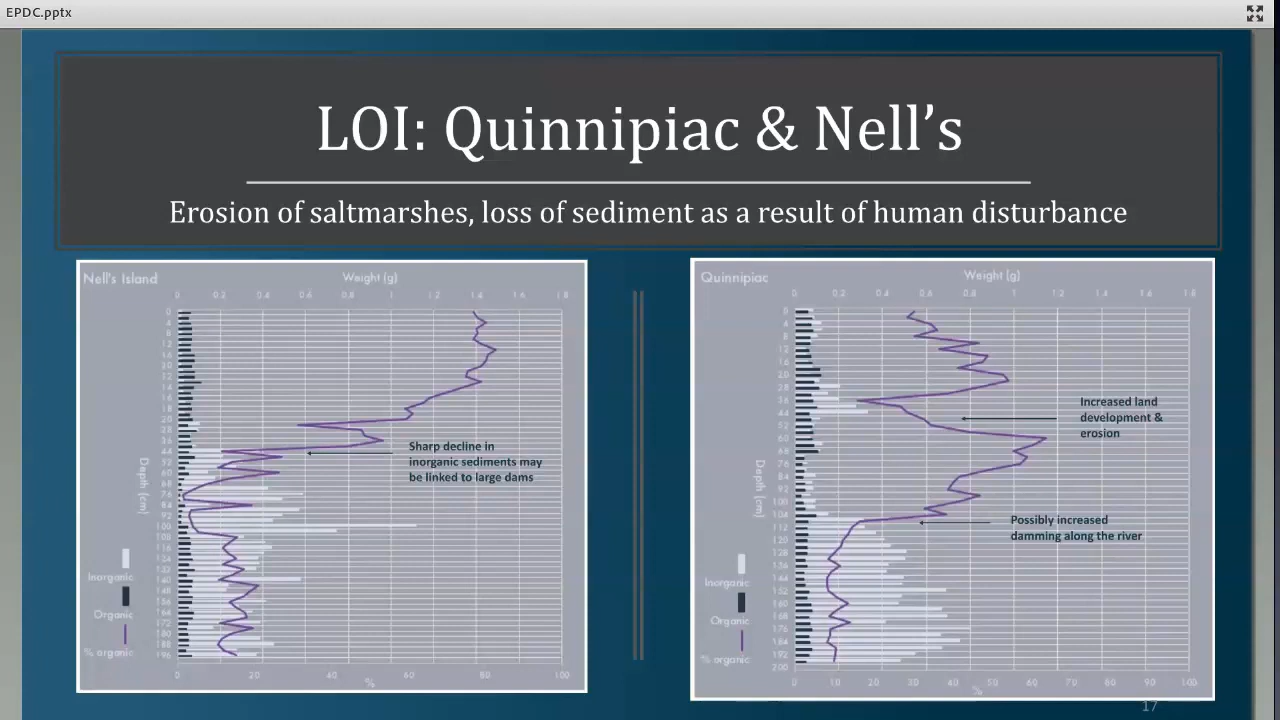 EPDC.pptx
LOI: Quinnipiac & Nell's
Erosion of saltmarshes, loss of sediment as a result of human disturbance
Nell's Island
Weight (g)
0 0.2 0.4 0.6 0.8 1 1.2 1.4 1.6 1.8
Sharp decline in
inorganic sediments may
be linked to large dams
Depth (cm)
Inorganic
Organic
% organic
0 20 40 60 80 100
%
Quinnipiac
Weight (g)
0 0.2 0.4 0.6 0.8 1 1.2 1.4 1.6 1.8
Increased land
development &
erosion
Depth (cm)
Possibly increased
damming along the river
Inorganic
Organic
% organic
0 10 20 30 40 50 60 70 80 90 100
%
17